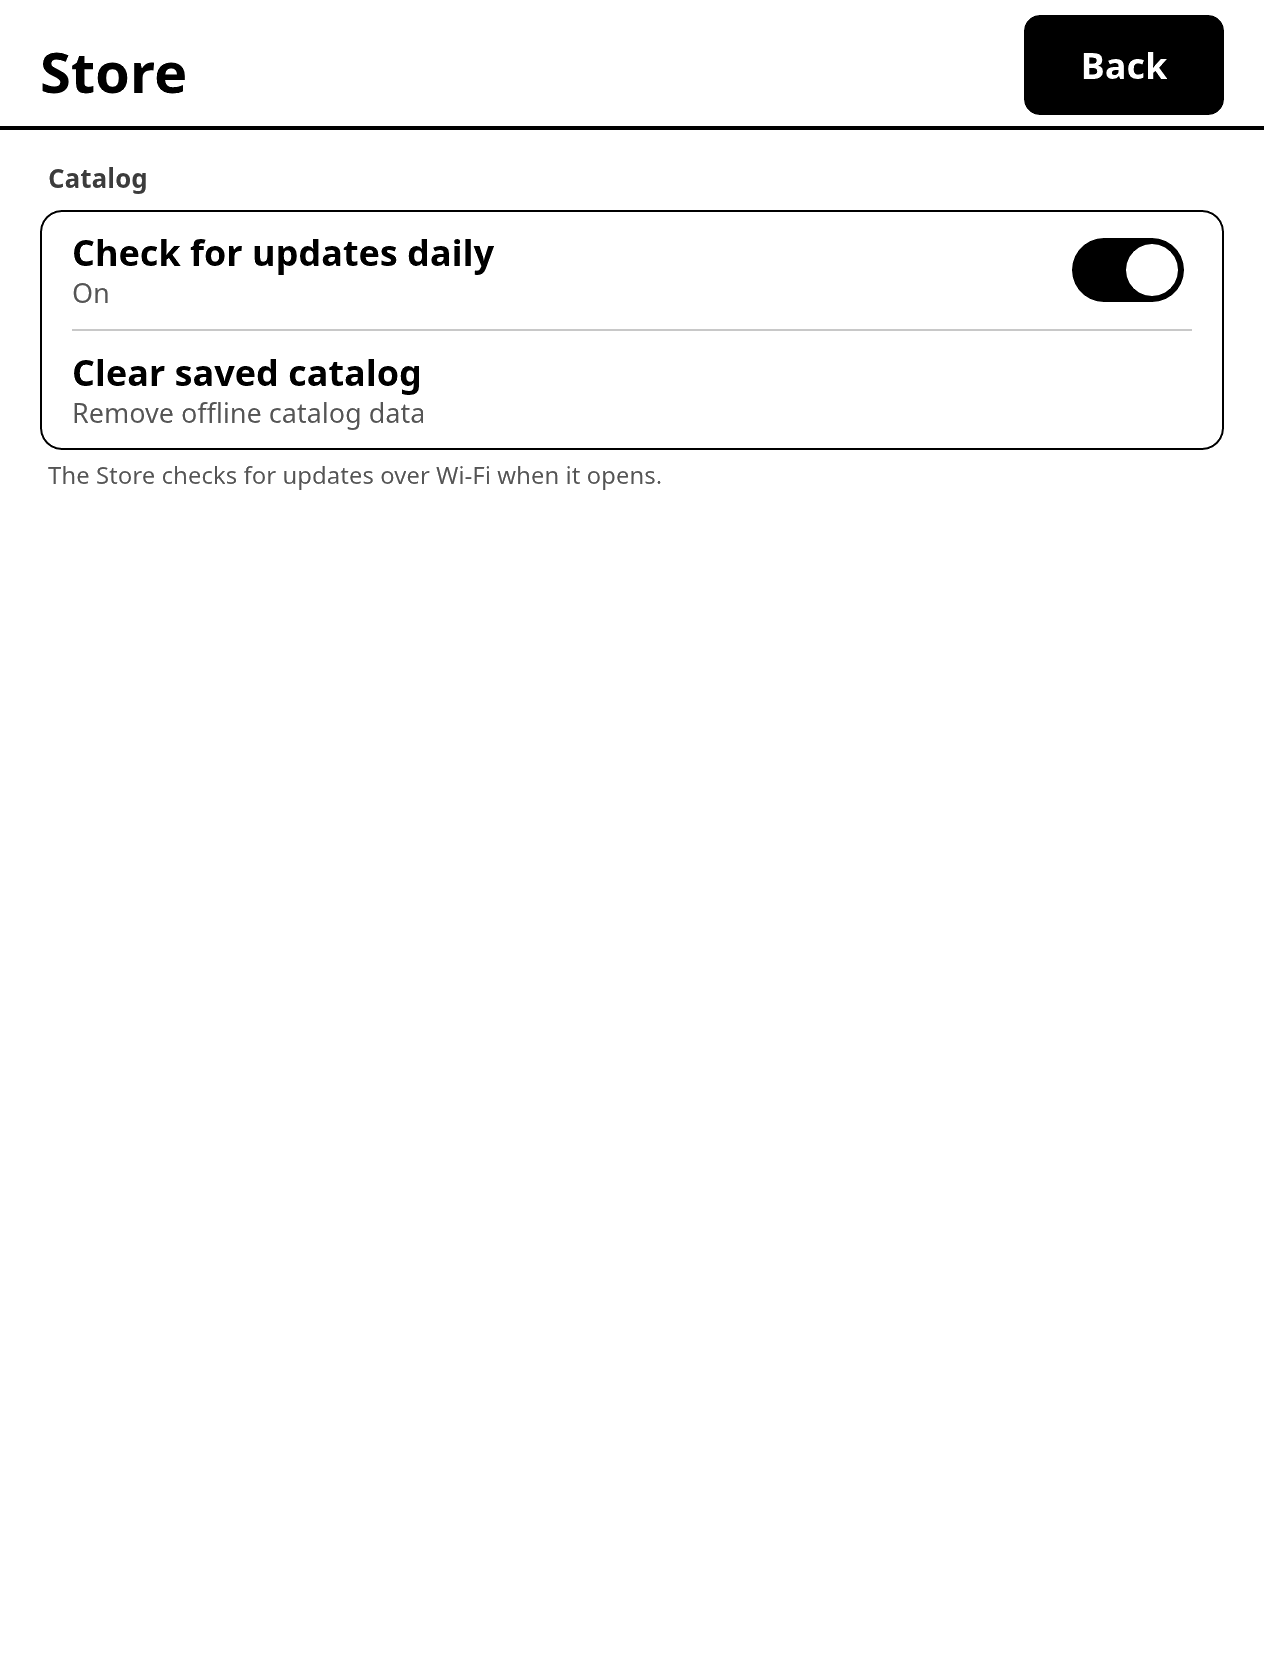 Store
Back
Catalog
Check for updates daily
On
Clear saved catalog
Remove offline catalog data
The Store checks for updates over Wi-Fi when it opens.